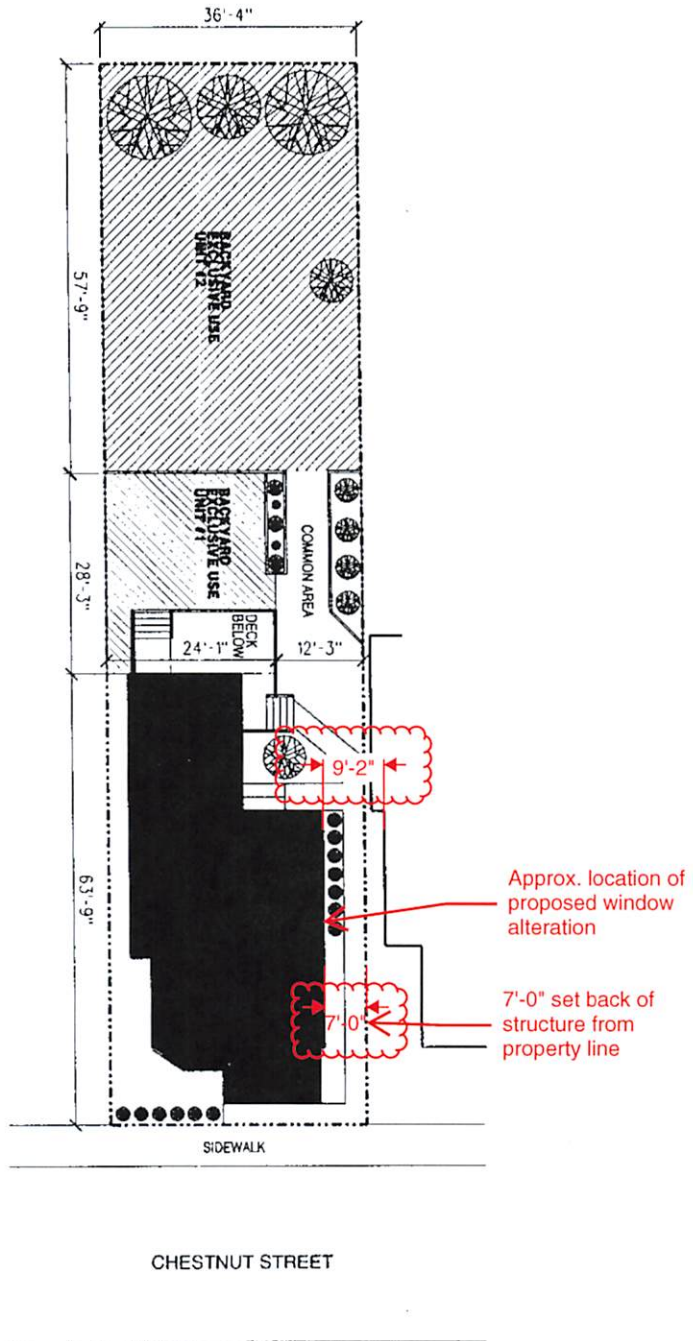 36'-4"
57'-9"
BACKYARD
EXCLUSIVE USE
UNIT #2
BACKYARD
EXCLUSIVE USE
UNIT #1
COMMON AREA
28'-3"
DECK
BELOW
24'-1"
12'-3"
9'-2"
63'-9"
Approx. location of
proposed window
alteration
7'-0"
7'-0" set back of
structure from
property line
SIDEWALK
CHESTNUT STREET